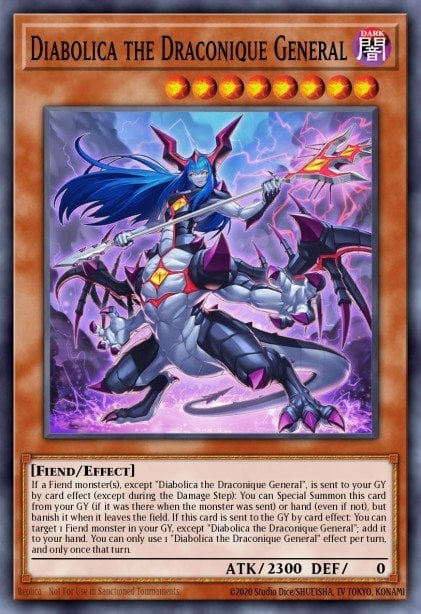 Diabolica the Draconique General
DARK
闇
[Fiend/Effect]
If a Fiend monster(s), except "Diabolica the Draconique General", is sent to your GY
by card effect (except during the Damage Step): You can Special Summon this card
from your GY (if it was there when the monster was sent) or hand (even if not), but
banish it when it leaves the field. If this card is sent to the GY by card effect: You can
target 1 Fiend monster in your GY, except "Diabolica the Draconique General"; add it
to your hand. You can only use 1 "Diabolica the Draconique General" effect per turn,
and only once that turn.
ATK/2300 DEF/ 0
Replica - Not For Use in Sanctioned Tournaments
©2020 Studio Dice/SHUEISHA, TV TOKYO, KONAMI